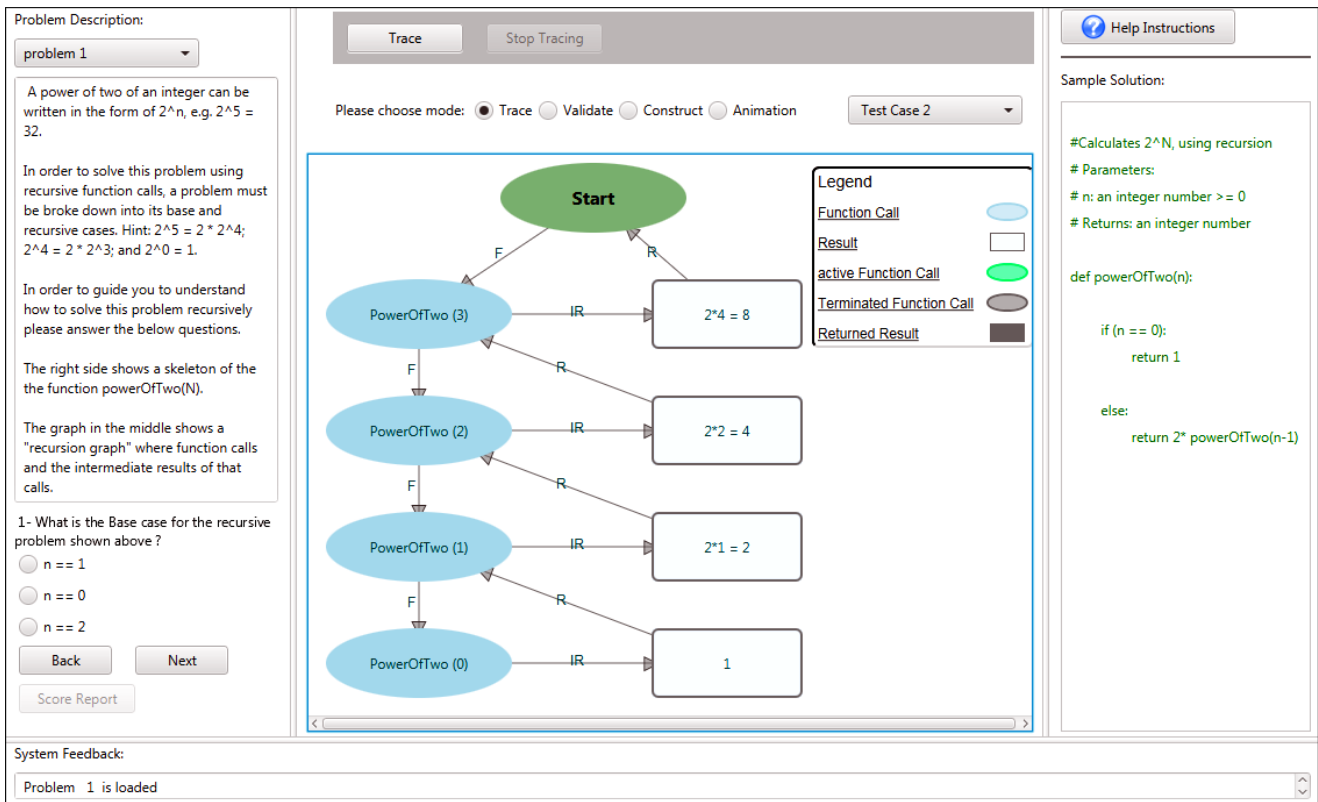 Problem Description:
problem 1
A power of two of an integer can be
written in the form of 2^n, e.g. 2^5 =
32.
In order to solve this problem using
recursive function calls, a problem must
be broke down into its base and
recursive cases. Hint: 2^5 = 2 * 2^4;
2^4 = 2 * 2^3; and 2^0 = 1.
In order to guide you to understand
how to solve this problem recursively
please answer the below questions.
The right side shows a skeleton of the
the function powerOfTwo(N).
The graph in the middle shows a
"recursion graph" where function calls
and the intermediate results of that
calls.
1- What is the Base case for the recursive
problem shown above ?
n == 1
n == 0
n == 2
Back
Next
Score Report
Trace
Stop Tracing
Please choose mode:
Trace
Validate
Construct
Animation
Test Case 2
Start
F
R
PowerOfTwo (3)
IR
2*4 = 8
F
R
PowerOfTwo (2)
IR
2*2 = 4
F
R
PowerOfTwo (1)
IR
2*1 = 2
F
R
PowerOfTwo (0)
IR
1
Legend
Function Call
Result
active Function Call
Terminated Function Call
Returned Result
Help Instructions
Sample Solution:
#Calculates 2^N, using recursion
# Parameters:
# n: an integer number >= 0
# Returns: an integer number
def powerOfTwo(n):
if (n == 0):
return 1
else:
return 2* powerOfTwo(n-1)
System Feedback:
Problem 1 is loaded